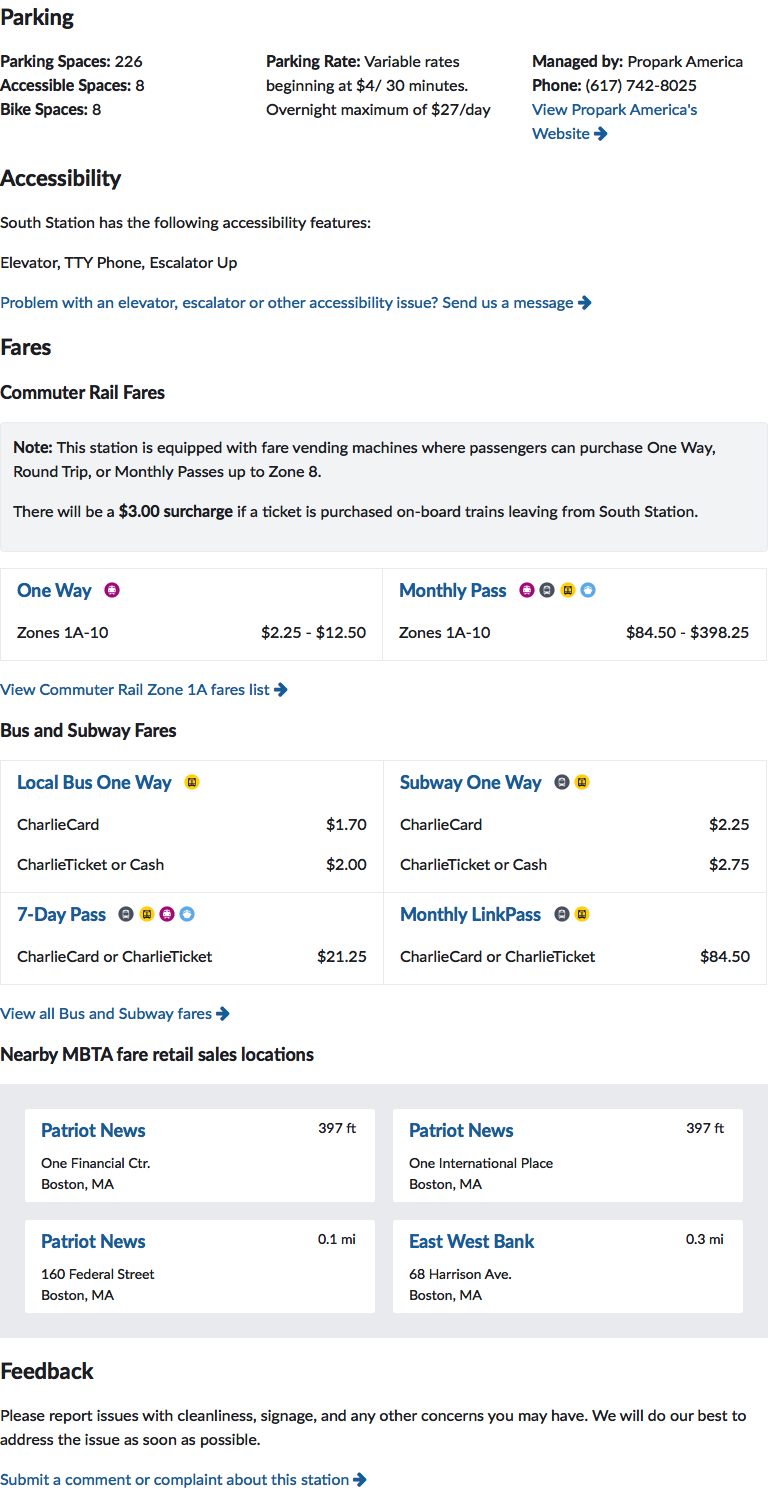 Parking
Parking Spaces: 226
Accessible Spaces: 8
Bike Spaces: 8
Parking Rate: Variable rates
beginning at $4/ 30 minutes.
Overnight maximum of $27/day
Managed by: Propark America
Phone: (617) 742-8025
View Propark America's
Website
Accessibility
South Station has the following accessibility features:
Elevator, TTY Phone, Escalator Up
Problem with an elevator, escalator or other accessibility issue? Send us a message
Fares
Commuter Rail Fares
Note: This station is equipped with fare vending machines where passengers can purchase One Way,
Round Trip, or Monthly Passes up to Zone 8.
There will be a $3.00 surcharge if a ticket is purchased on-board trains leaving from South Station.
One Way
Zones 1A-10 $2.25 - $12.50
Monthly Pass
Zones 1A-10 $84.50 - $398.25
View Commuter Rail Zone 1A fares list
Bus and Subway Fares
Local Bus One Way
CharlieCard $1.70
CharlieTicket or Cash $2.00
Subway One Way
CharlieCard $2.25
CharlieTicket or Cash $2.75
7-Day Pass
CharlieCard or CharlieTicket $21.25
Monthly LinkPass
CharlieCard or CharlieTicket $84.50
View all Bus and Subway fares
Nearby MBTA fare retail sales locations
Patriot News 397 ft
One Financial Ctr.
Boston, MA
Patriot News 397 ft
One International Place
Boston, MA
Patriot News 0.1 mi
160 Federal Street
Boston, MA
East West Bank 0.3 mi
68 Harrison Ave.
Boston, MA
Feedback
Please report issues with cleanliness, signage, and any other concerns you may have. We will do our best to
address the issue as soon as possible.
Submit a comment or complaint about this station